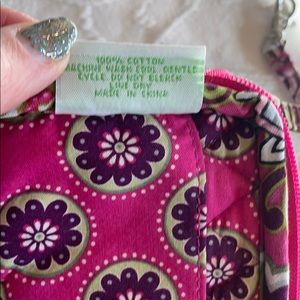 100% COTTON
MACHINE WASH COOL. GENTLE
CYCLE. DO NOT BLEACH.
LINE DRY
MADE IN CHINA